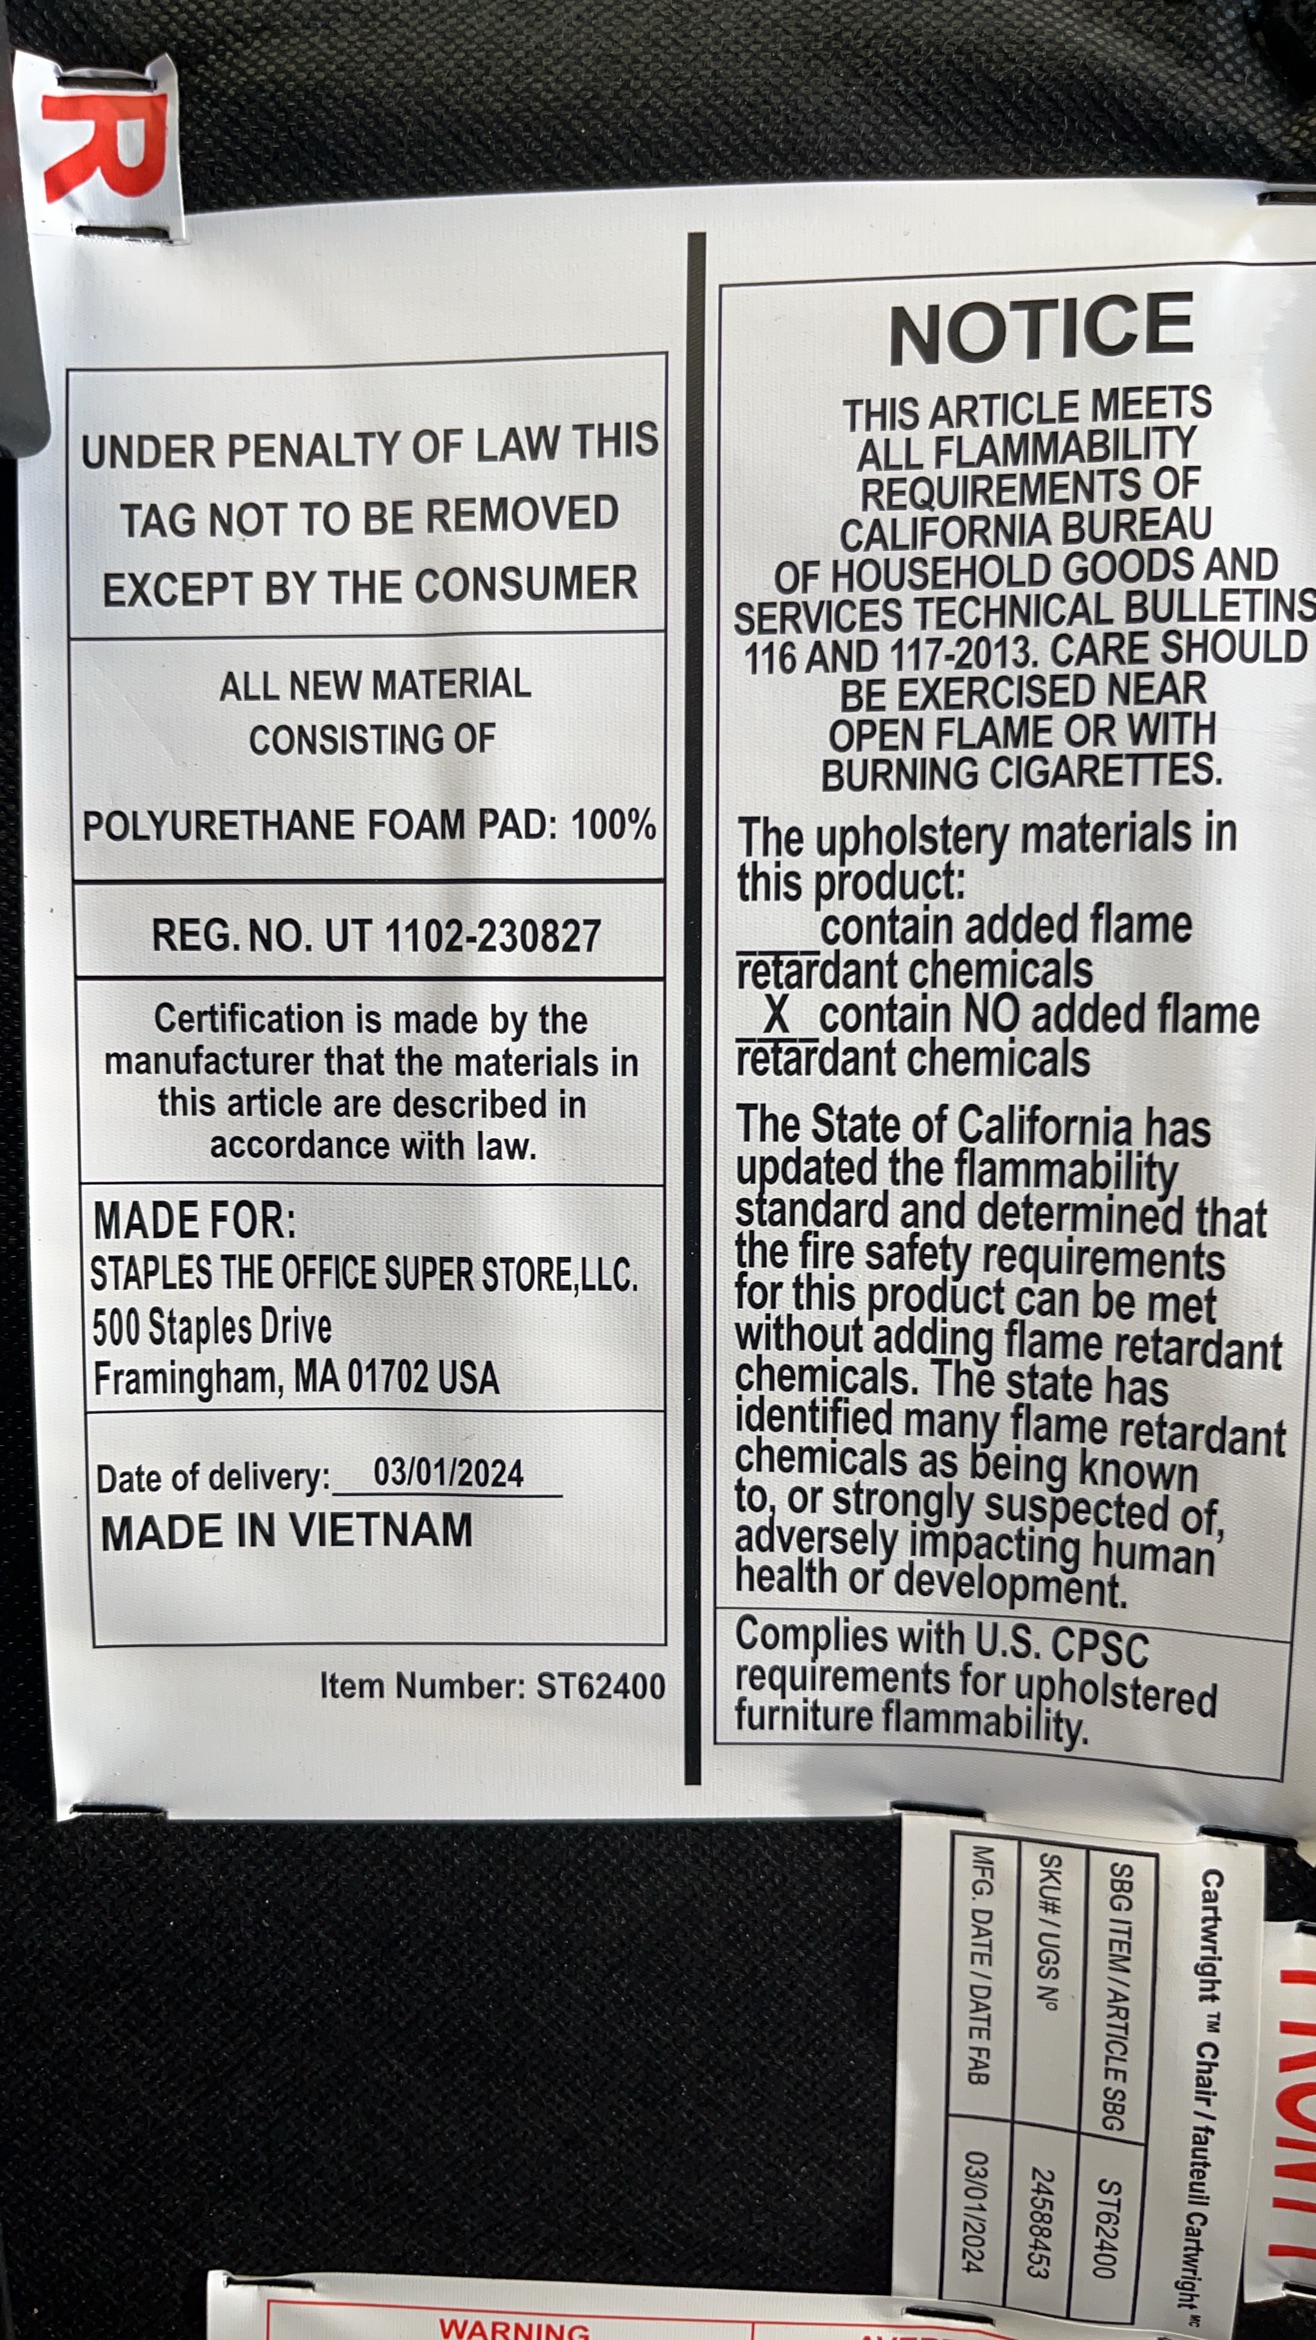 R
UNDER PENALTY OF LAW THIS
TAG NOT TO BE REMOVED
EXCEPT BY THE CONSUMER
ALL NEW MATERIAL
CONSISTING OF
POLYURETHANE FOAM PAD: 100%
REG. NO. UT 1102-230827
Certification is made by the
manufacturer that the materials in
this article are described in
accordance with law.
MADE FOR:
STAPLES THE OFFICE SUPER STORE,LLC.
500 Staples Drive
Framingham, MA 01702 USA
Date of delivery: 03/01/2024
MADE IN VIETNAM
Item Number: ST62400
NOTICE
THIS ARTICLE MEETS
ALL FLAMMABILITY
REQUIREMENTS OF
CALIFORNIA BUREAU
OF HOUSEHOLD GOODS AND
SERVICES TECHNICAL BULLETINS
116 AND 117-2013. CARE SHOULD
BE EXERCISED NEAR
OPEN FLAME OR WITH
BURNING CIGARETTES.
The upholstery materials in
this product:
____contain added flame
retardant chemicals
X contain NO added flame
retardant chemicals
The State of California has
updated the flammability
standard and determined that
the fire safety requirements
for this product can be met
without adding flame retardant
chemicals. The state has
identified many flame retardant
chemicals as being known
to, or strongly suspected of,
adversely impacting human
health or development.
Complies with U.S. CPSC
requirements for upholstered
furniture flammability.
Cartwright ™ Chair / fauteuil Cartwright MC
SBG ITEM / ARTICLE SBG ST62400
SKU# / UGS Nº 24588453
MFG. DATE / DATE FAB 03/01/2024
WARNING